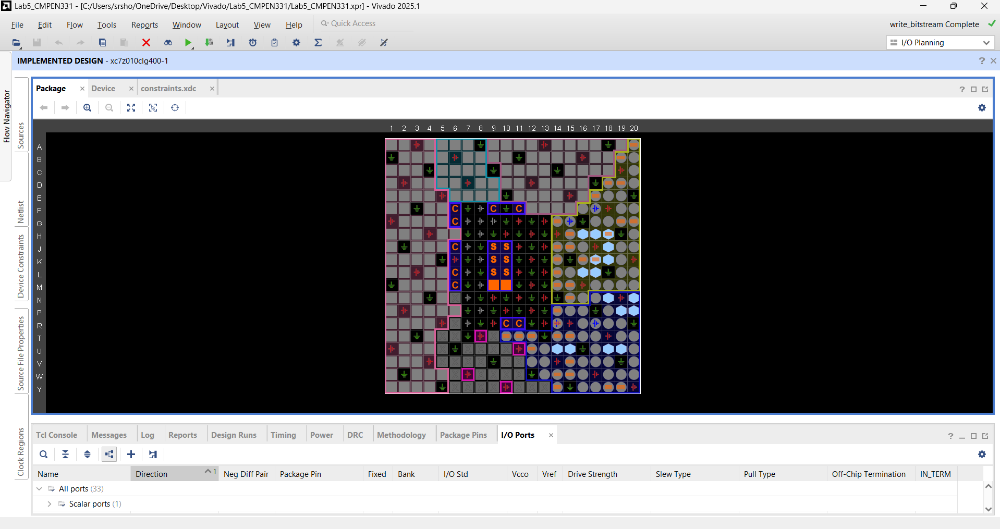 Lab5_CMPEN331 - [C:/Users/srsho/OneDrive/Desktop/Vivado/Lab5_CMPEN331/Lab5_CMPEN331.xpr] - Vivado 2025.1
File Edit Flow Tools Reports Window Layout View Help Quick Access
write_bitstream Complete
I/O Planning
IMPLEMENTED DESIGN - xc7z010clg400-1
Flow Navigator
Sources
Netlist
Device Constraints
Source File Properties
Clock Regions
Package Device constraints.xdc
1 2 3 4 5 6 7 8 9 10 11 12 13 14 15 16 17 18 19 20
A
B
C
D
E
F C C C
G C
H
J C S S
K S S
L C S S
M C
N
P
R C C
T
U
V
W
Y
Tcl Console Messages Log Reports Design Runs Timing Power DRC Methodology Package Pins I/O Ports
Name Direction 1 Neg Diff Pair Package Pin Fixed Bank I/O Std Vcco Vref Drive Strength Slew Type Pull Type Off-Chip Termination IN_TERM
All ports (33)
Scalar ports (1)